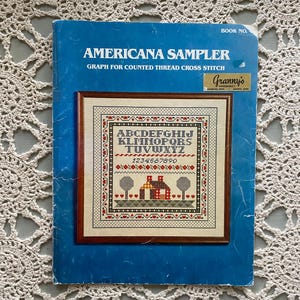 BOOK NO.
AMERICANA SAMPLER
GRAPH FOR COUNTED THREAD CROSS STITCH
Granny's
ABCDEFGHIJ
KLMNOPQRS
TUVWXYZ
1234567890